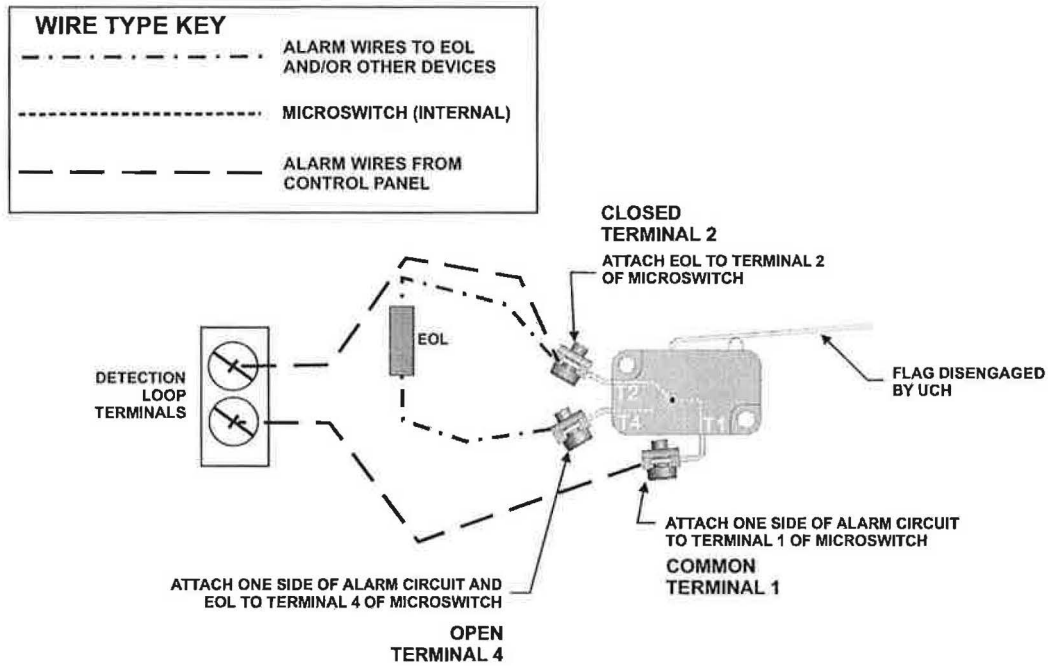 WIRE TYPE KEY
ALARM WIRES TO EOL
AND/OR OTHER DEVICES
MICROSWITCH (INTERNAL)
ALARM WIRES FROM
CONTROL PANEL
CLOSED
TERMINAL 2
ATTACH EOL TO TERMINAL 2
OF MICROSWITCH
EOL
DETECTION
LOOP
TERMINALS
T2
T4
T1
FLAG DISENGAGED
BY UCH
ATTACH ONE SIDE OF ALARM CIRCUIT
TO TERMINAL 1 OF MICROSWITCH
COMMON
TERMINAL 1
ATTACH ONE SIDE OF ALARM CIRCUIT AND
EOL TO TERMINAL 4 OF MICROSWITCH
OPEN
TERMINAL 4